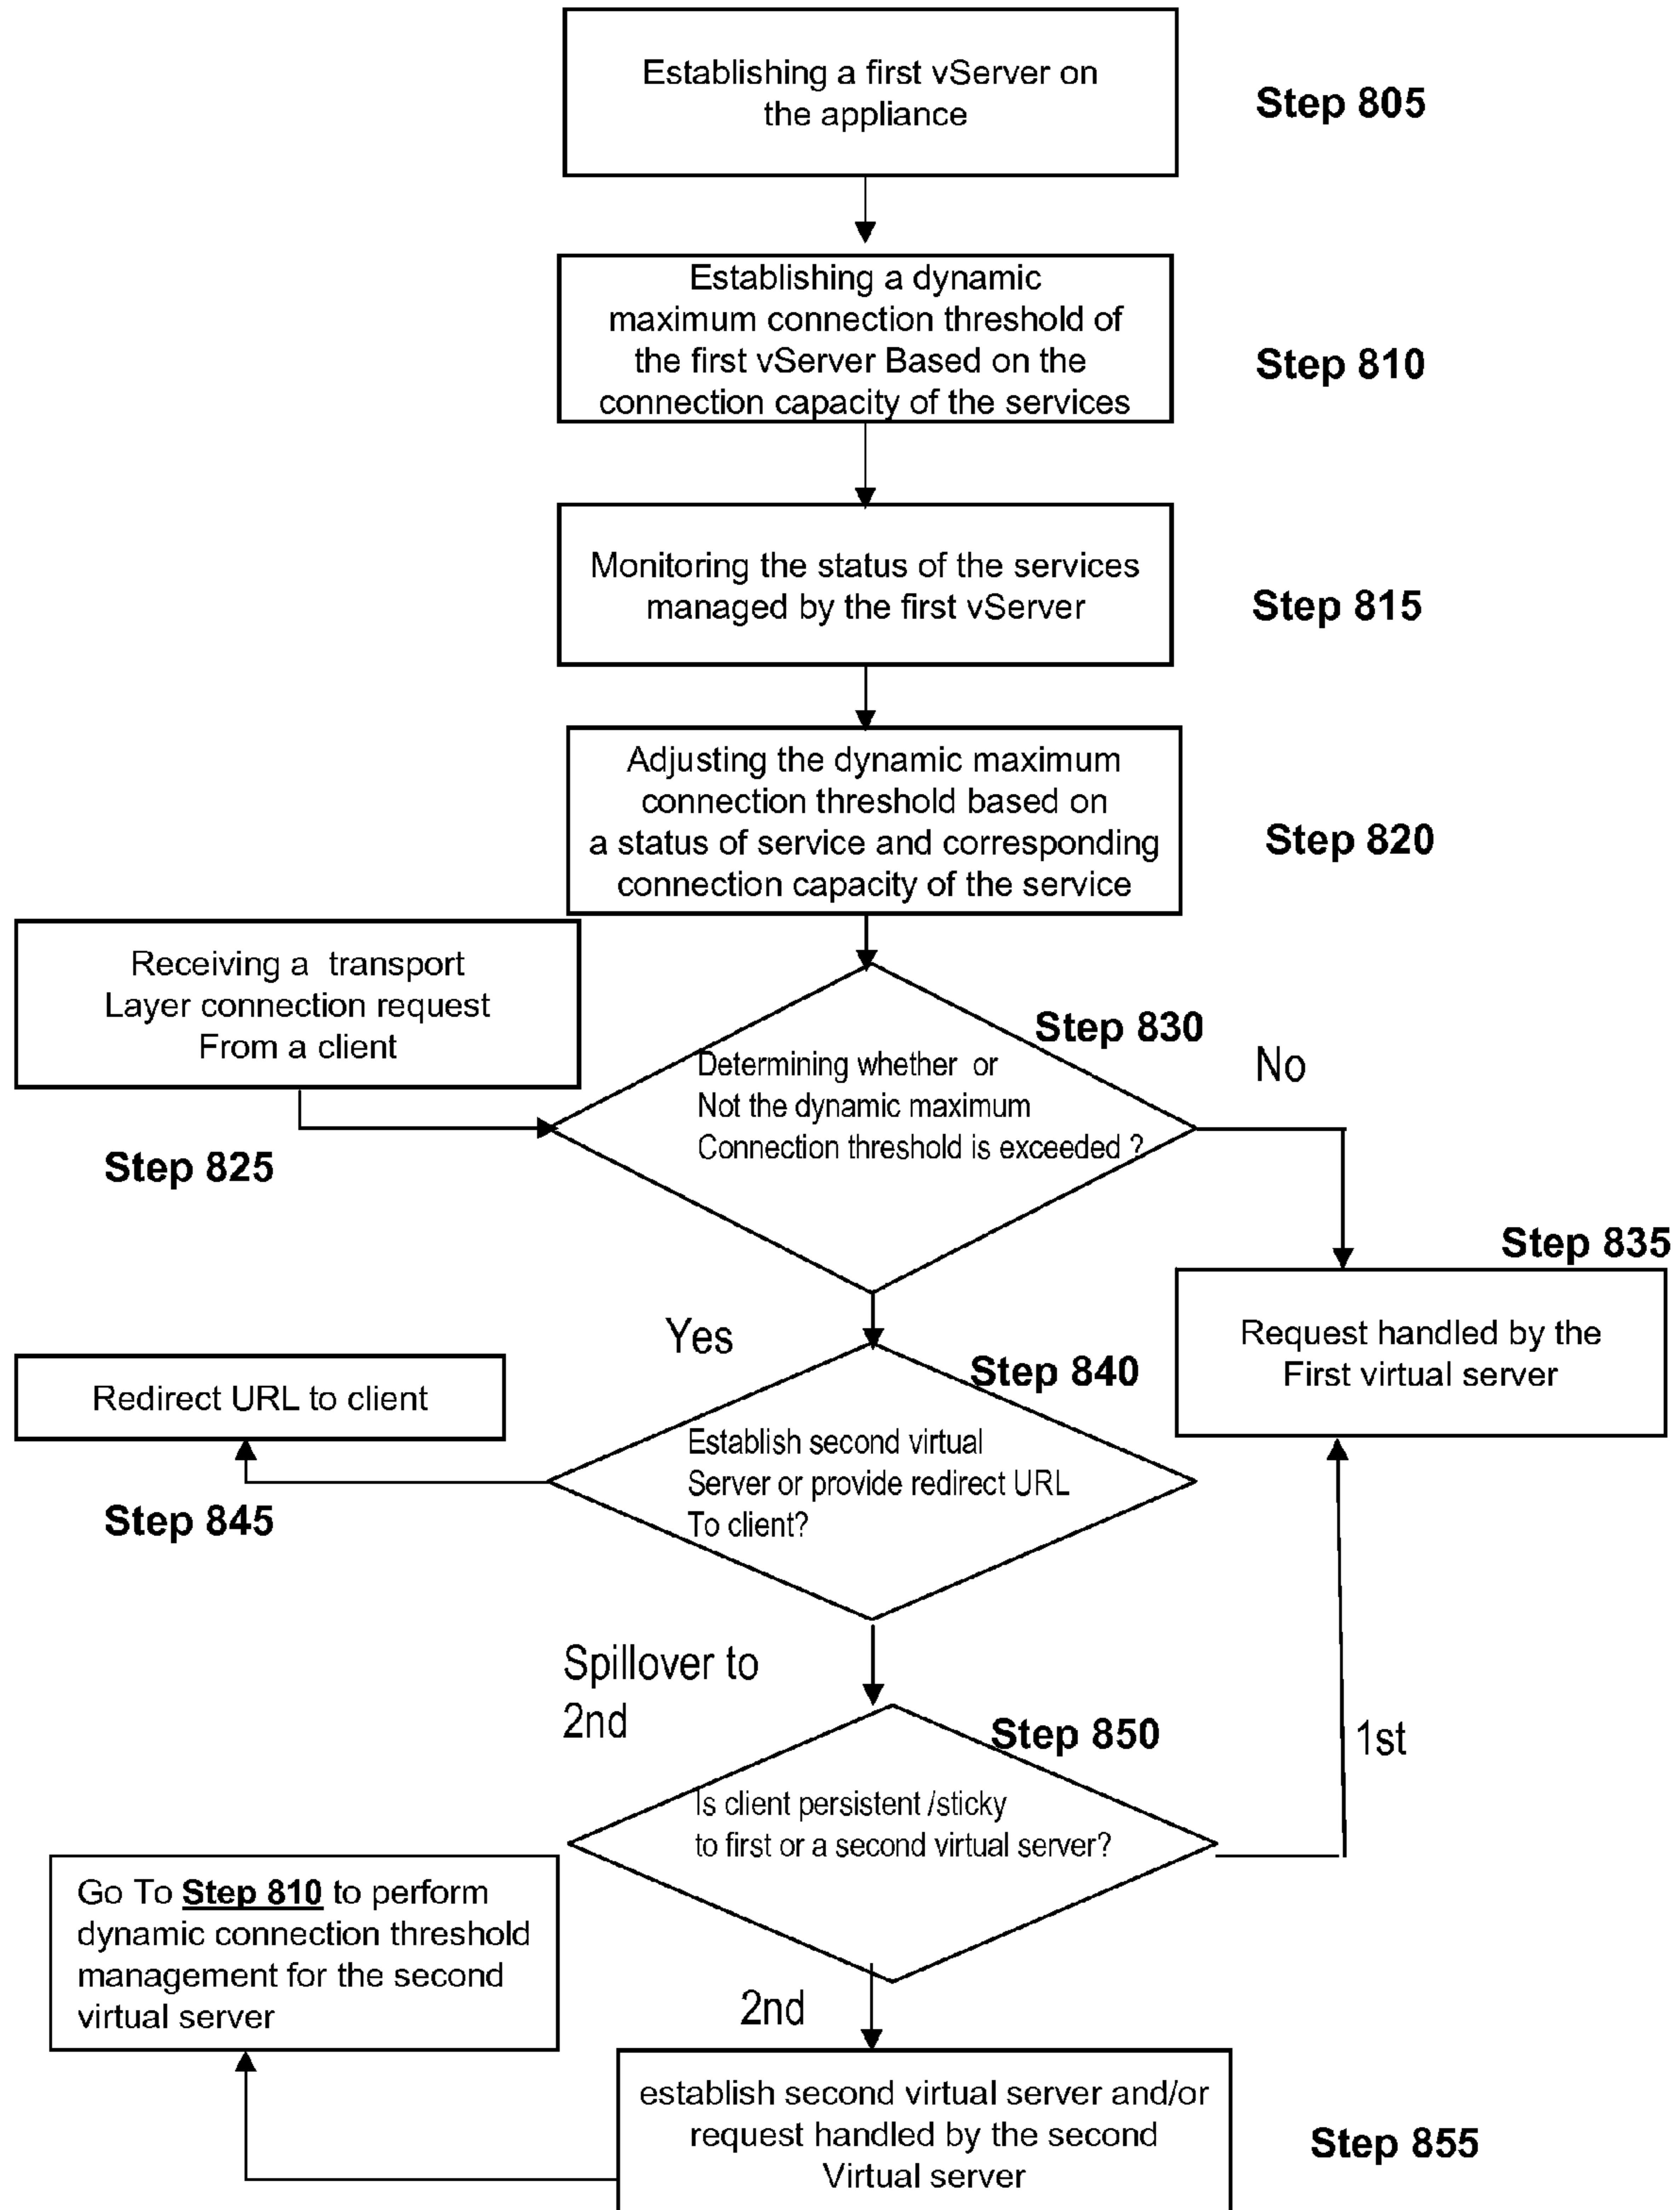 Establishing a first vServer on
the appliance
Step 805
Establishing a dynamic
maximum connection threshold of
the first vServer Based on the
connection capacity of the services
Step 810
Monitoring the status of the services
managed by the first vServer
Step 815
Adjusting the dynamic maximum
connection threshold based on
a status of service and corresponding
connection capacity of the service
Step 820
Receiving a transport
Layer connection request
From a client
Step 825
Step 830
Determining whether or
Not the dynamic maximum
Connection threshold is exceeded ?
No
Yes
Step 835
Request handled by the
First virtual server
Step 840
Establish second virtual
Server or provide redirect URL
To client?
Redirect URL to client
Step 845
Spillover to
2nd
Step 850
Is client persistent /sticky
to first or a second virtual server?
1st
2nd
Go To Step 810 to perform
dynamic connection threshold
management for the second
virtual server
establish second virtual server and/or
request handled by the second
Virtual server
Step 855